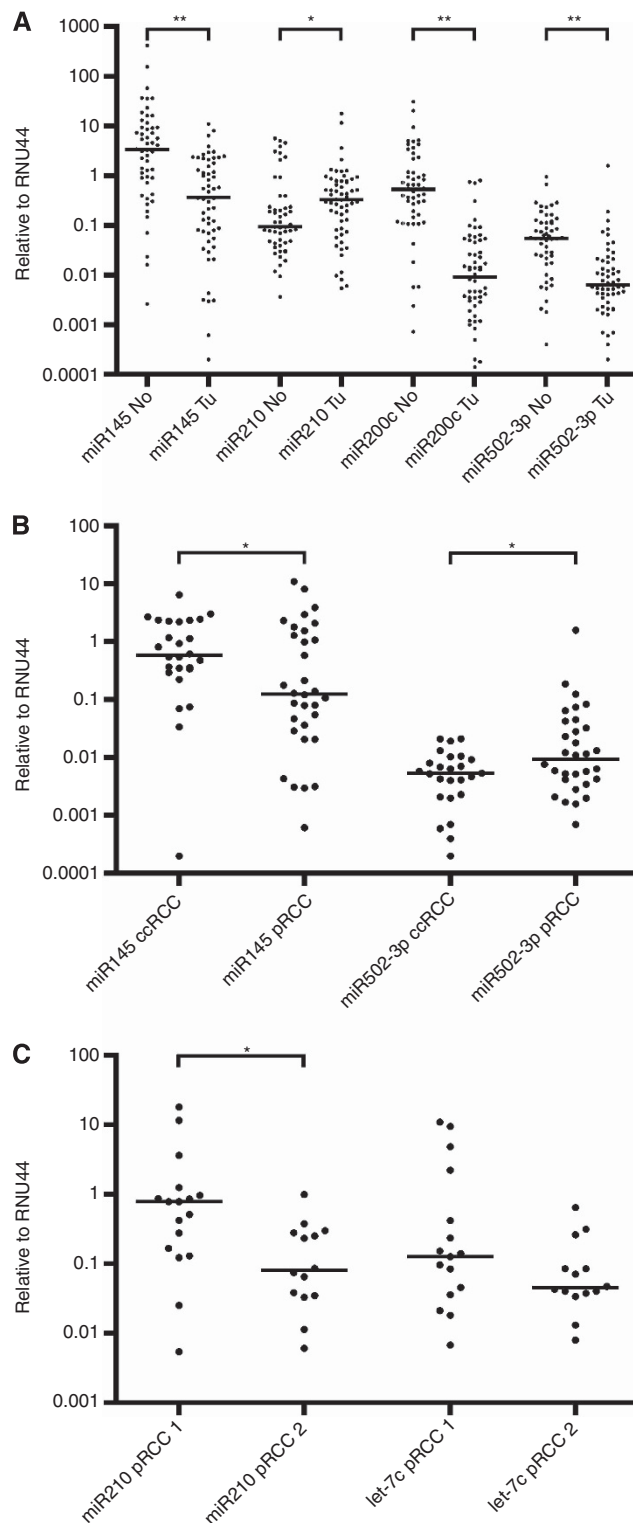 A
** * ** **
1000
100
10
1
0.1
0.01
0.001
0.0001
Relative to RNU44
miR145 No
miR145 Tu
miR210 No
miR210 Tu
miR200c No
miR200c Tu
miR502-3p No
miR502-3p Tu
B
* *
100
10
1
0.1
0.01
0.001
0.0001
Relative to RNU44
miR145 ccRCC
miR145 pRCC
miR502-3p ccRCC
miR502-3p pRCC
C
*
100
10
1
0.1
0.01
0.001
Relative to RNU44
miR210 pRCC 1
miR210 pRCC 2
let-7c pRCC 1
let-7c pRCC 2